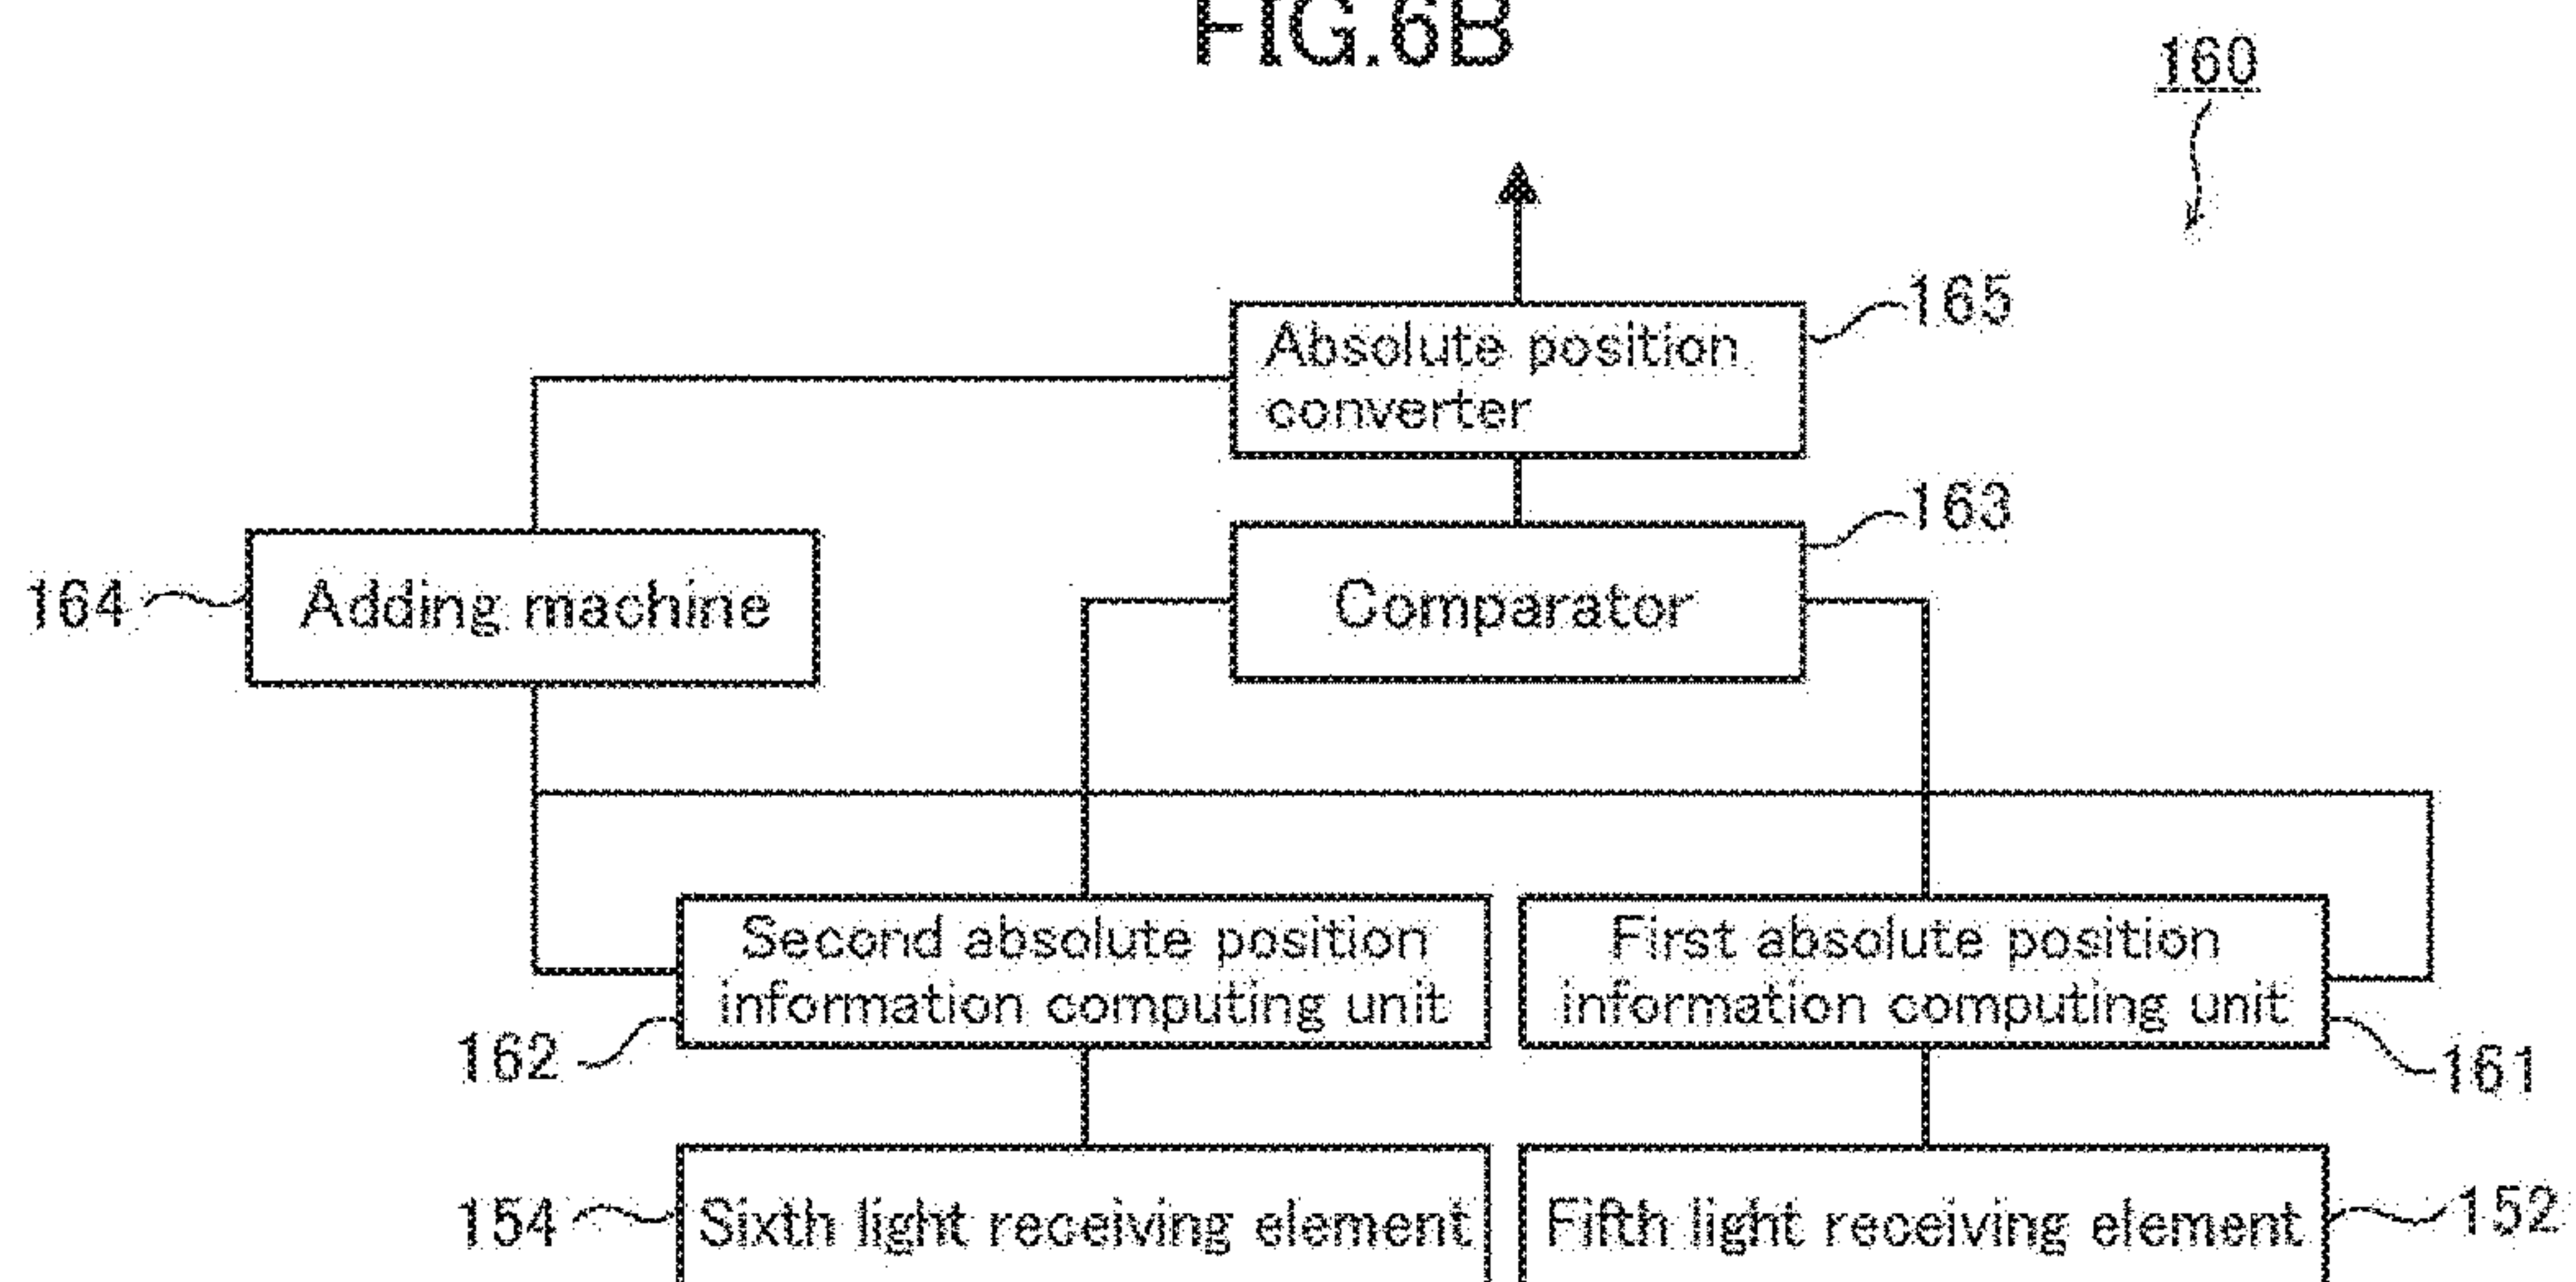 FIG.6B
160
Absolute position
converter
165
163
164
Adding machine
Comparator
Second absolute position
information computing unit
First absolute position
information computing unit
162
161
154
Sixth light receiving element
Fifth light receiving element
152